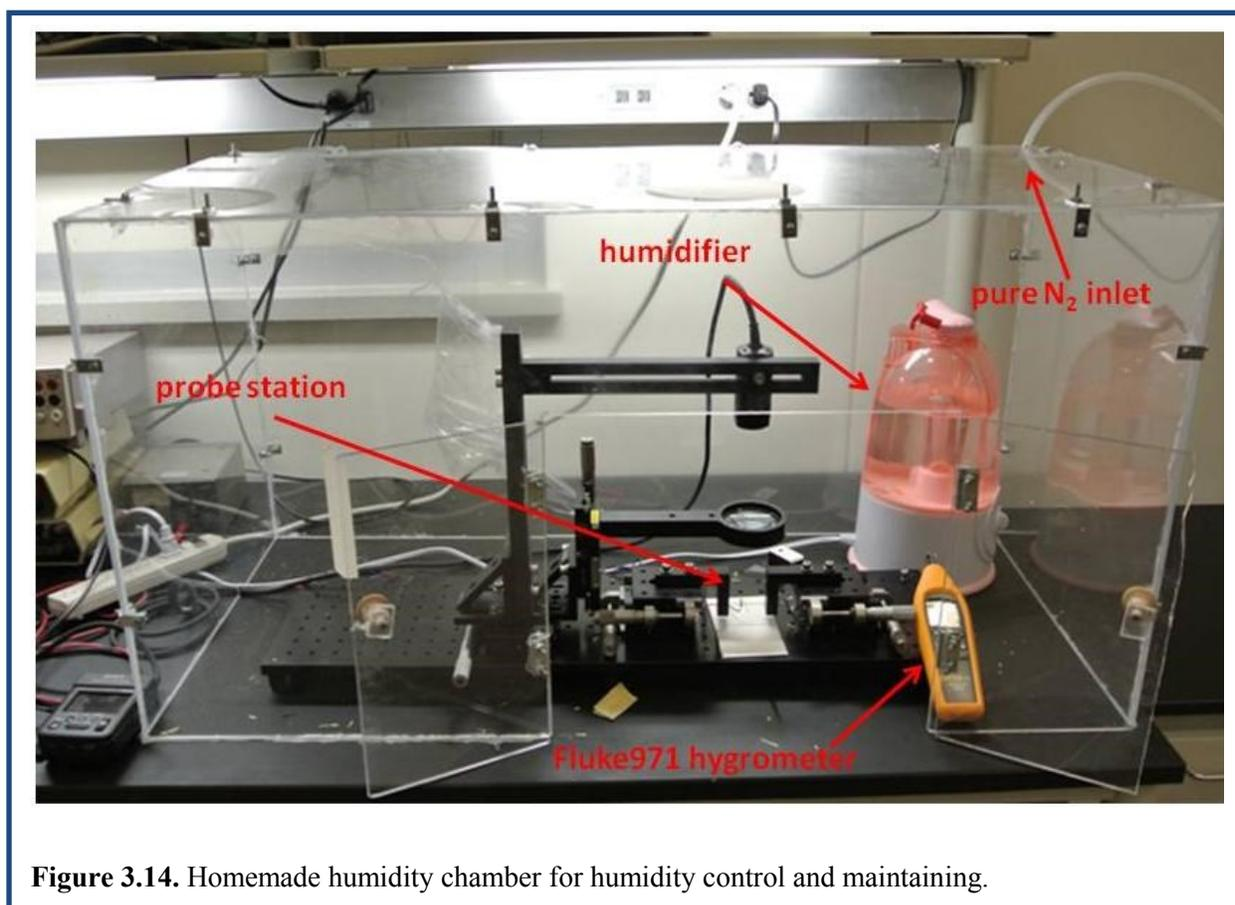 humidifier
pure N₂ inlet
probe station
Fluke971 hygrometer
Figure 3.14. Homemade humidity chamber for humidity control and maintaining.